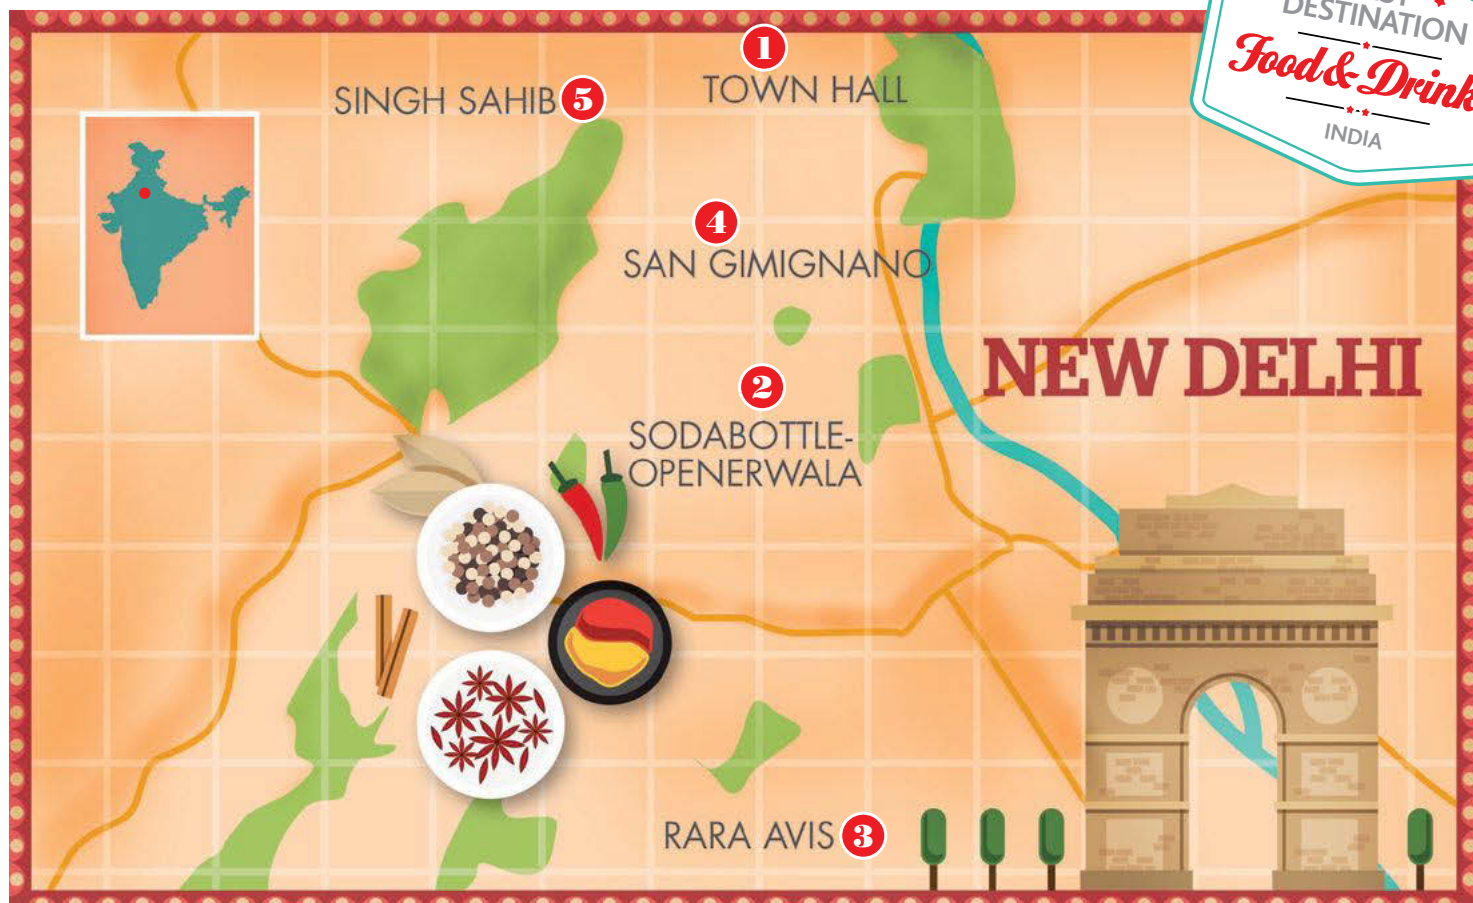 DESTINATION
Food & Drink
INDIA
1
TOWN HALL
SINGH SAHIB 5
4
SAN GIMIGNANO
NEW DELHI
2
SODABOTTLE-
OPENERWALA
RARA AVIS 3